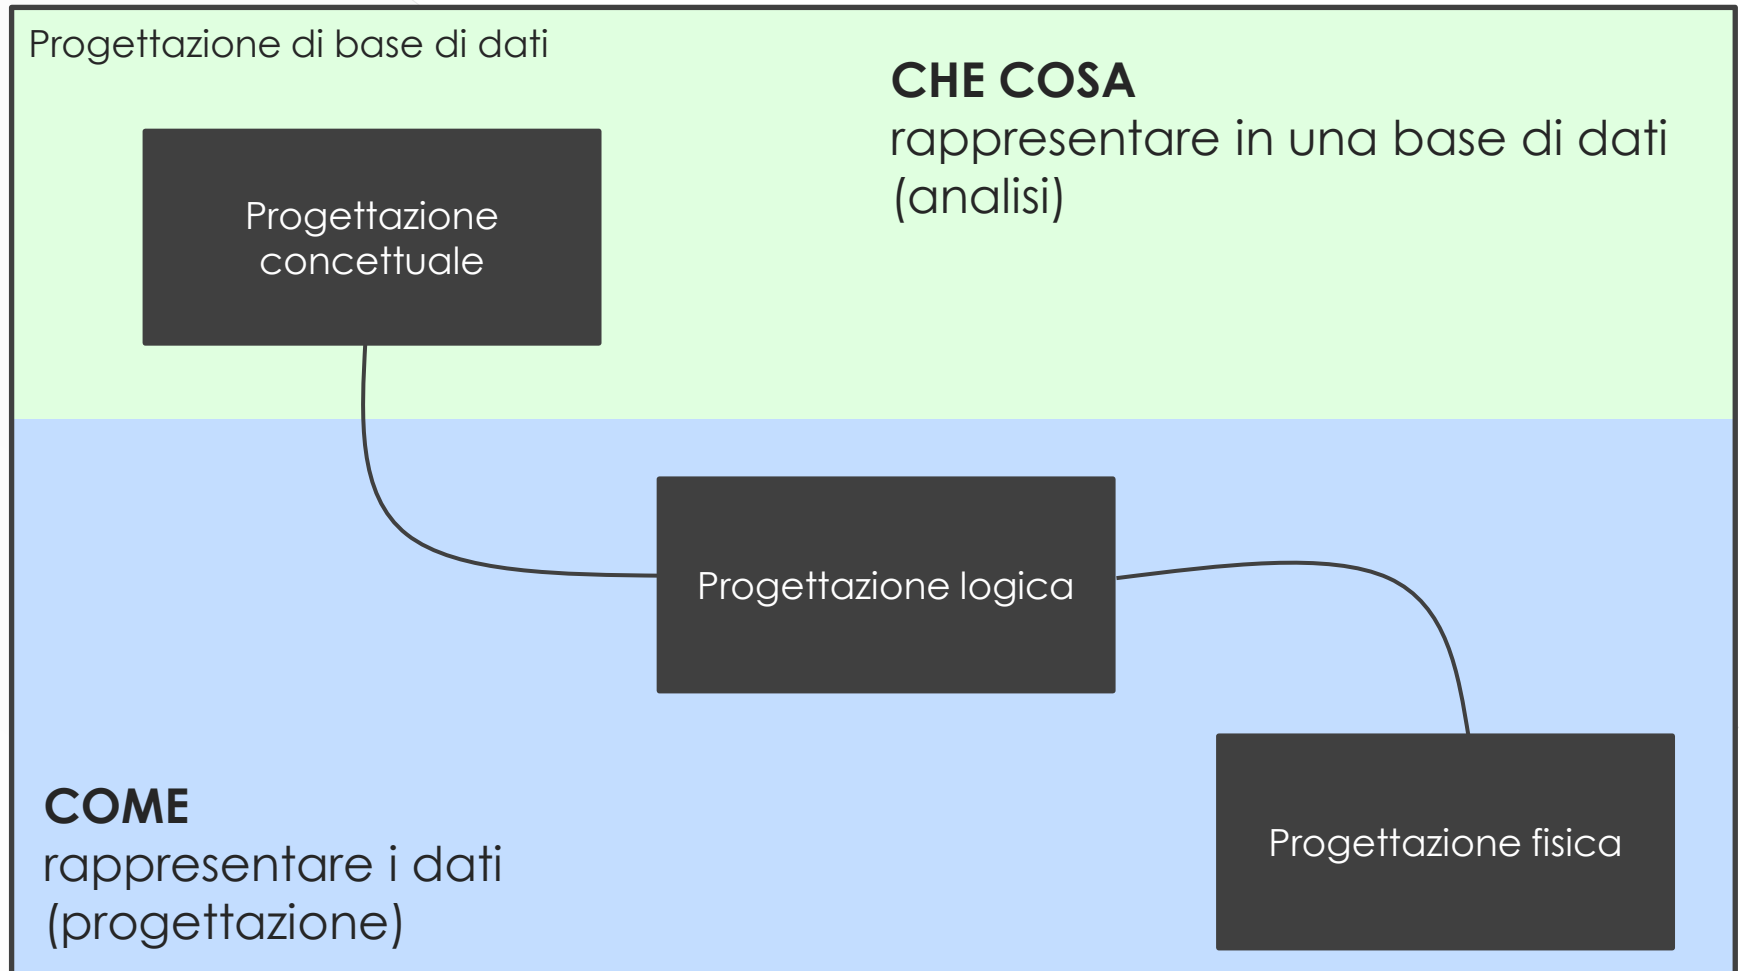 Progettazione di base di dati
CHE COSA
rappresentare in una base di dati
(analisi)
Progettazione
concettuale
Progettazione logica
Progettazione fisica
COME
rappresentare i dati
(progettazione)